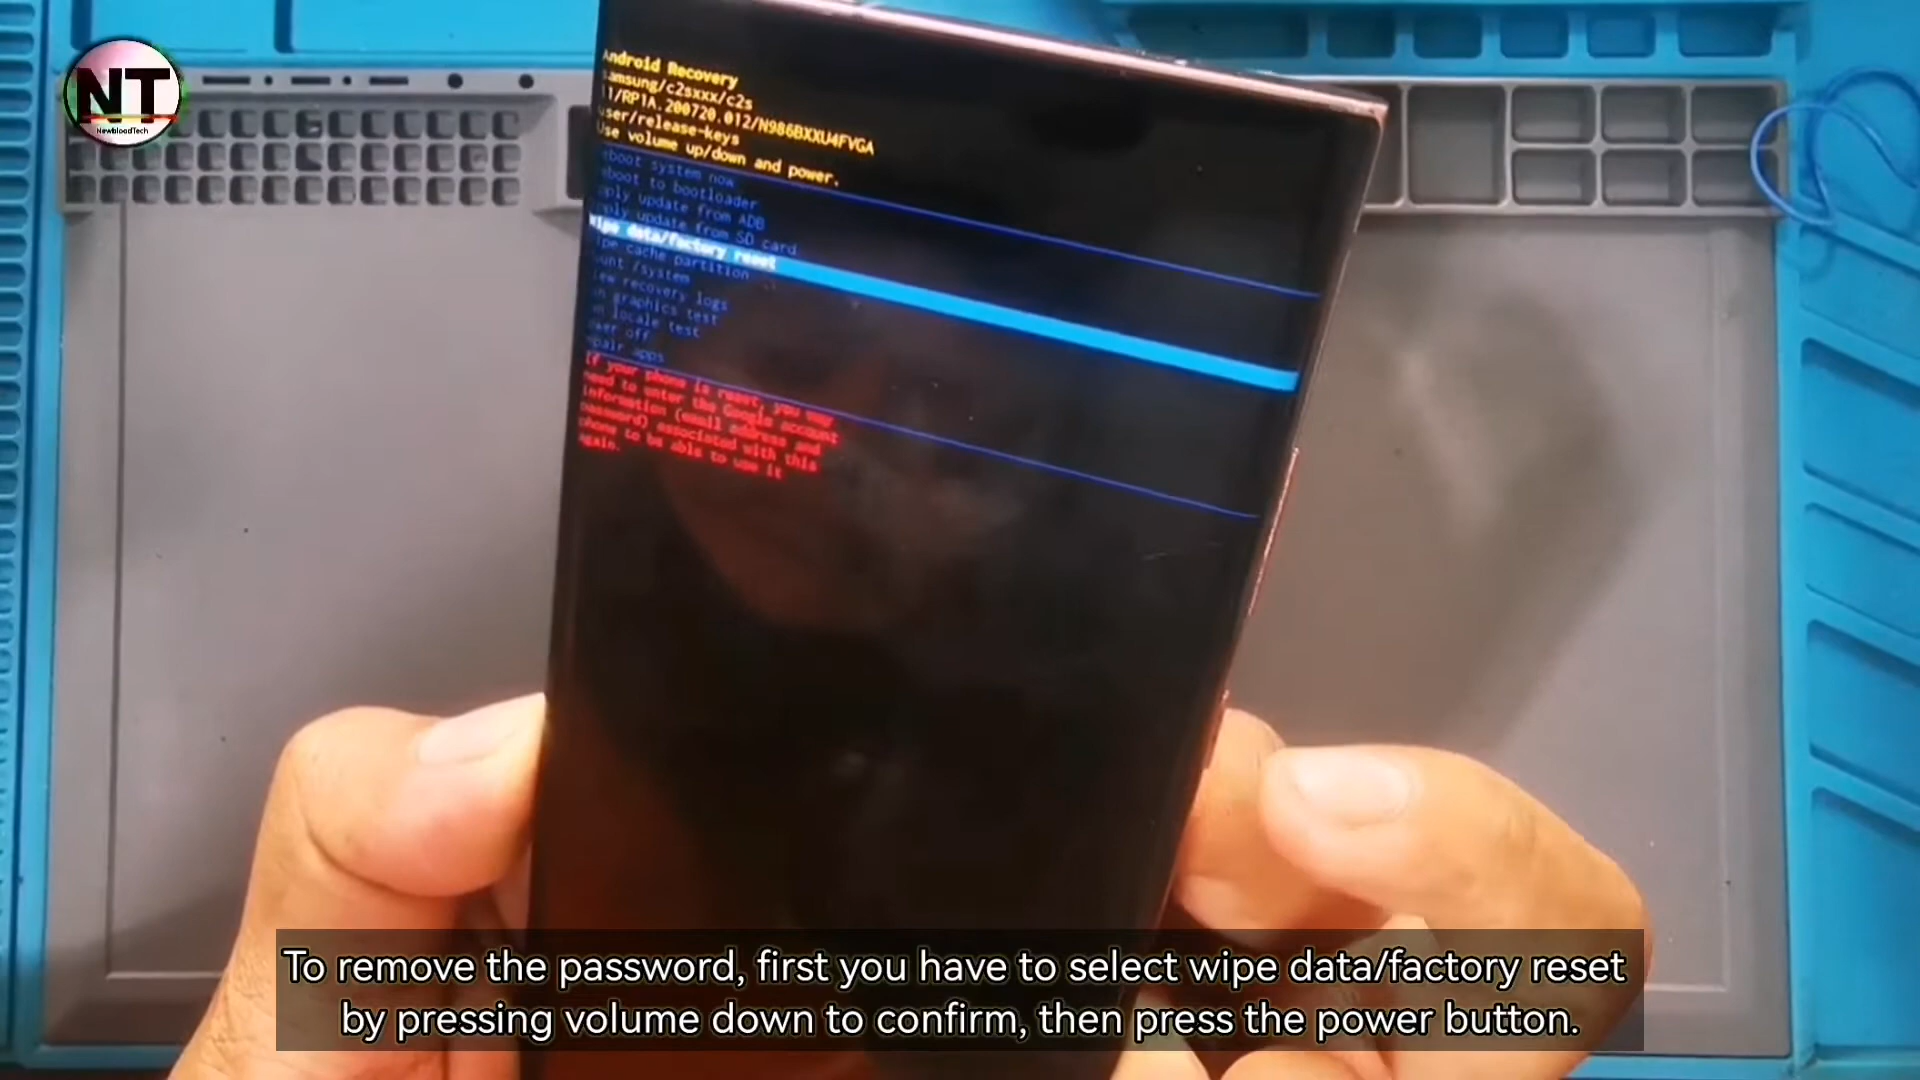 NT
NewbloodTech
Android Recovery
samsung/c2sxxx/c2s
11/RP1A.200720.012/N986BXXU4FVGA
user/release-keys
Use volume up/down and power.
eboot system now
eboot to bootloader
pply update from ADB
pply update from SD card
Wipe data/factory reset
ipe cache partition
ount /system
iew recovery logs
un graphics test
un locale test
ower off
epair apps
If your phone is reset, you may
need to enter the Google account
information (email address and
password) associated with this
phone to be able to use it
again.
To remove the password, first you have to select wipe data/factory reset
by pressing volume down to confirm, then press the power button.